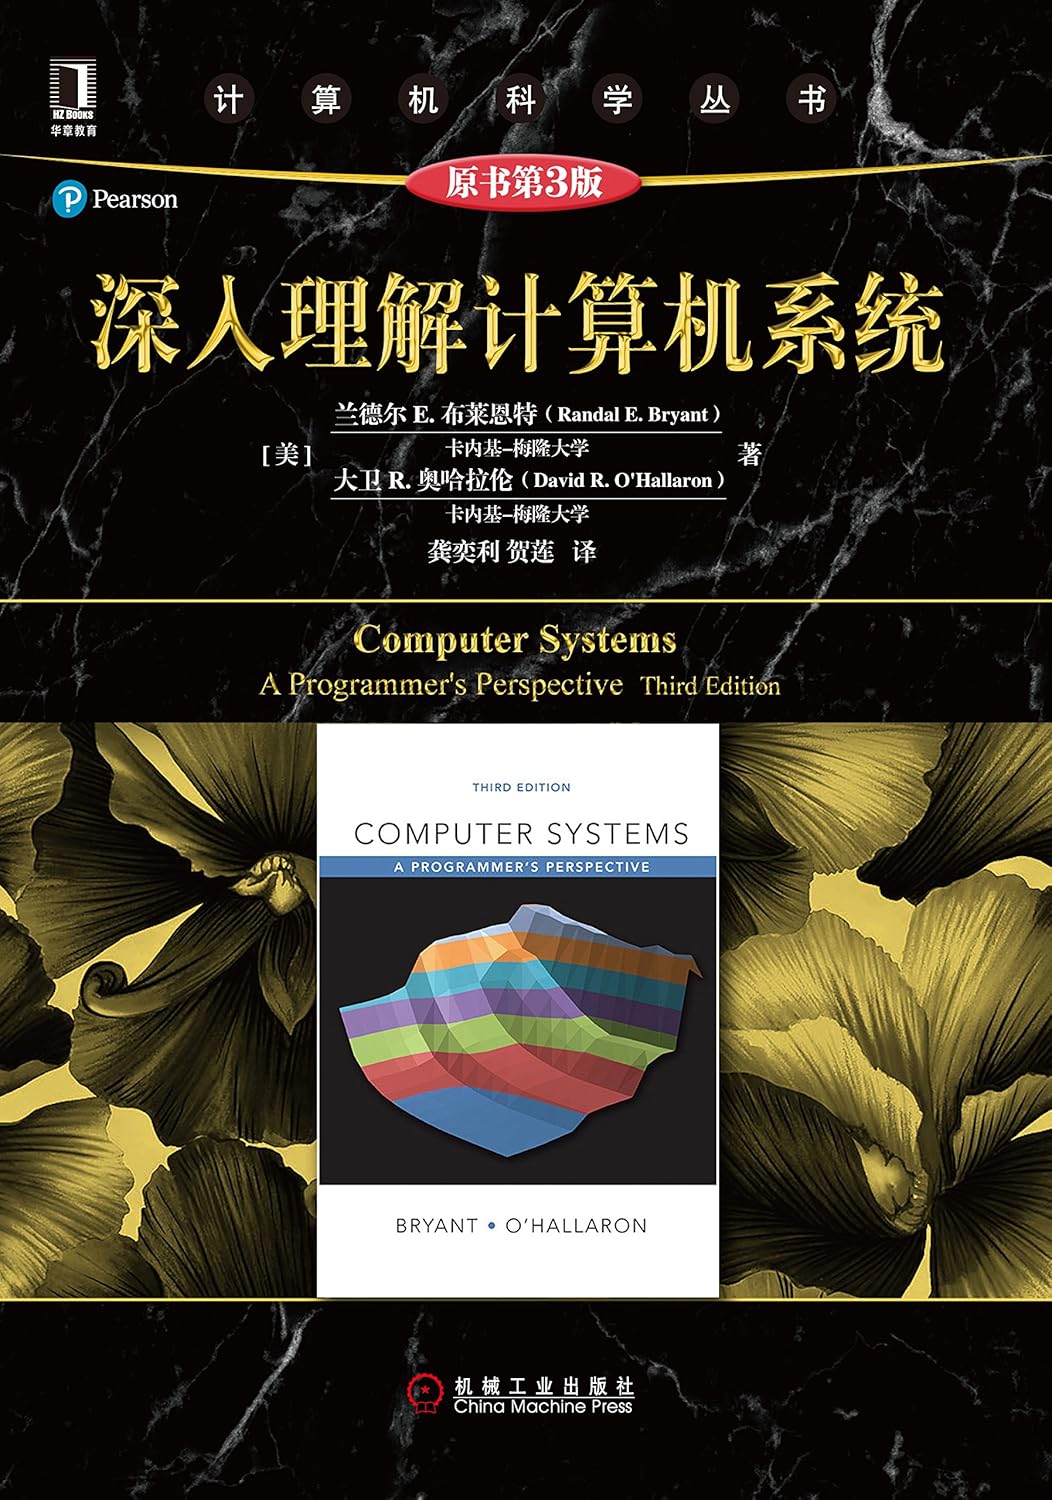 HZ BOOKS
华章教育
计算机科学丛书
原书第3版
Pearson
深入理解计算机系统
兰德尔 E. 布莱恩特（Randal E. Bryant）
卡内基-梅隆大学
[美]
著
大卫 R. 奥哈拉伦（David R. O'Hallaron）
卡内基-梅隆大学
龚奕利 贺莲 译
Computer Systems
A Programmer's Perspective Third Edition
THIRD EDITION
COMPUTER SYSTEMS
A PROGRAMMER'S PERSPECTIVE
BRYANT • O'HALLARON
机械工业出版社
China Machine Press